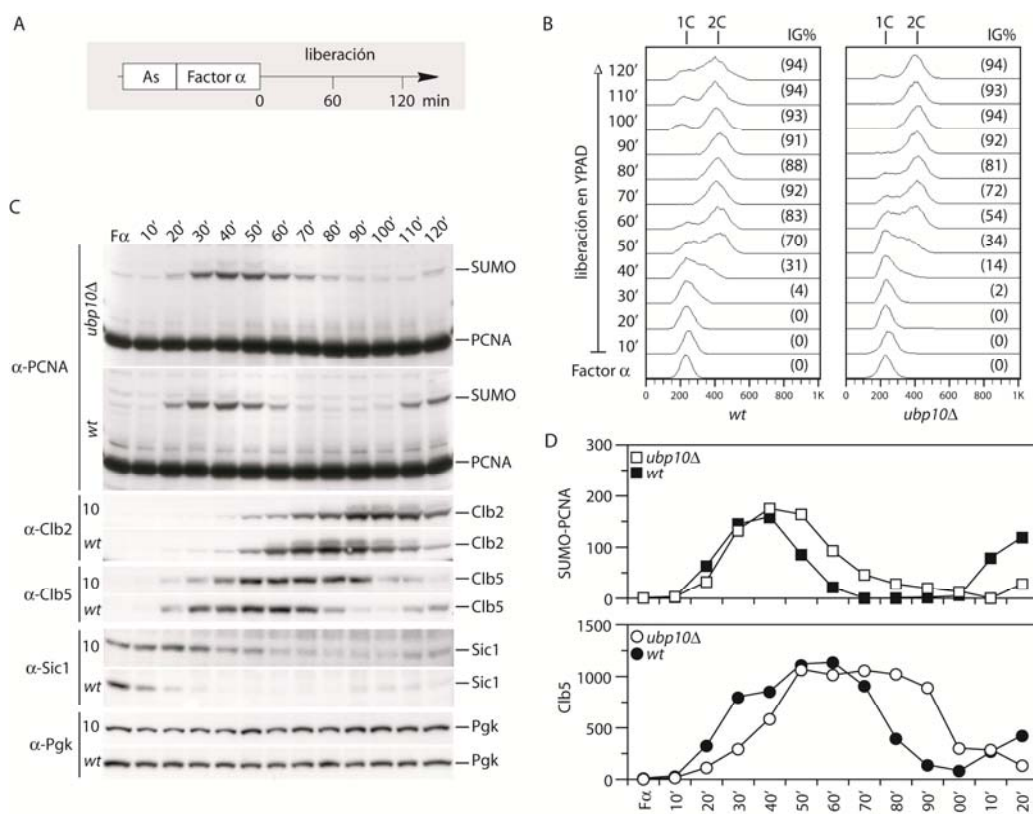 A
liberación
As
Factor α
0
60
120
min
B
1C
2C
IG%
1C
2C
IG%
liberación en YPAD
120'
(94)
(94)
110'
(94)
(93)
100'
(93)
(94)
90'
(91)
(92)
80'
(88)
(81)
70'
(92)
(72)
60'
(83)
(54)
50'
(70)
(34)
40'
(31)
(14)
30'
(4)
(2)
20'
(0)
(0)
10'
(0)
(0)
Factor α
(0)
(0)
0 200 400 600 800 1K
0 200 400 600 800 1K
wt
ubp10Δ
C
Fα 10' 20' 30' 40' 50' 60' 70' 80' 90' 100' 110' 120'
α-PCNA
ubp10Δ
SUMO
PCNA
wt
SUMO
PCNA
α-Clb2
10
Clb2
wt
Clb2
α-Clb5
10
Clb5
wt
Clb5
α-Sic1
10
Sic1
wt
Sic1
α-Pgk
10
Pgk
wt
Pgk
D
SUMO-PCNA
300
200
100
0
ubp10Δ
wt
Clb5
1500
1000
500
0
ubp10Δ
wt
Fα 10' 20' 30' 40' 50' 60' 70' 80' 90' 00' 10' 20'